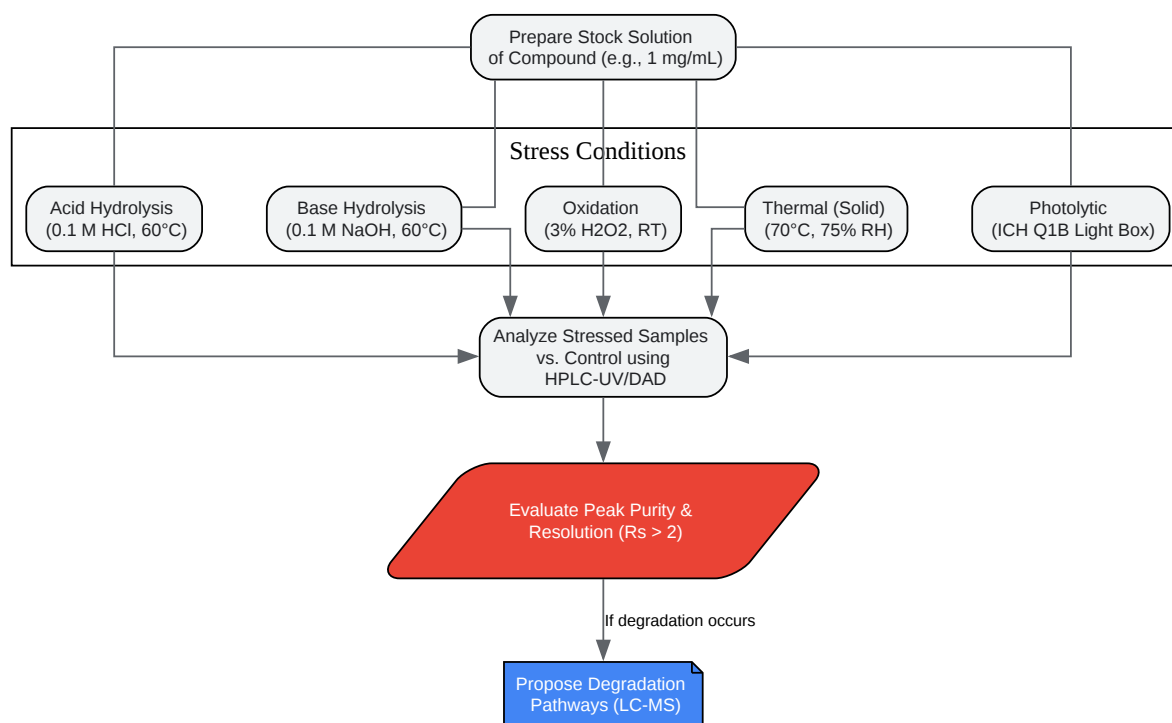 Prepare Stock Solution
of Compound (e.g., 1 mg/mL)
Stress Conditions
Acid Hydrolysis
(0.1 M HCl, 60°C)
Base Hydrolysis
(0.1 M NaOH, 60°C)
Oxidation
(3% H2O2, RT)
Thermal (Solid)
(70°C, 75% RH)
Photolytic
(ICH Q1B Light Box)
Analyze Stressed Samples
vs. Control using
HPLC-UV/DAD
Evaluate Peak Purity &
Resolution (Rs > 2)
If degradation occurs
Propose Degradation
Pathways (LC-MS)